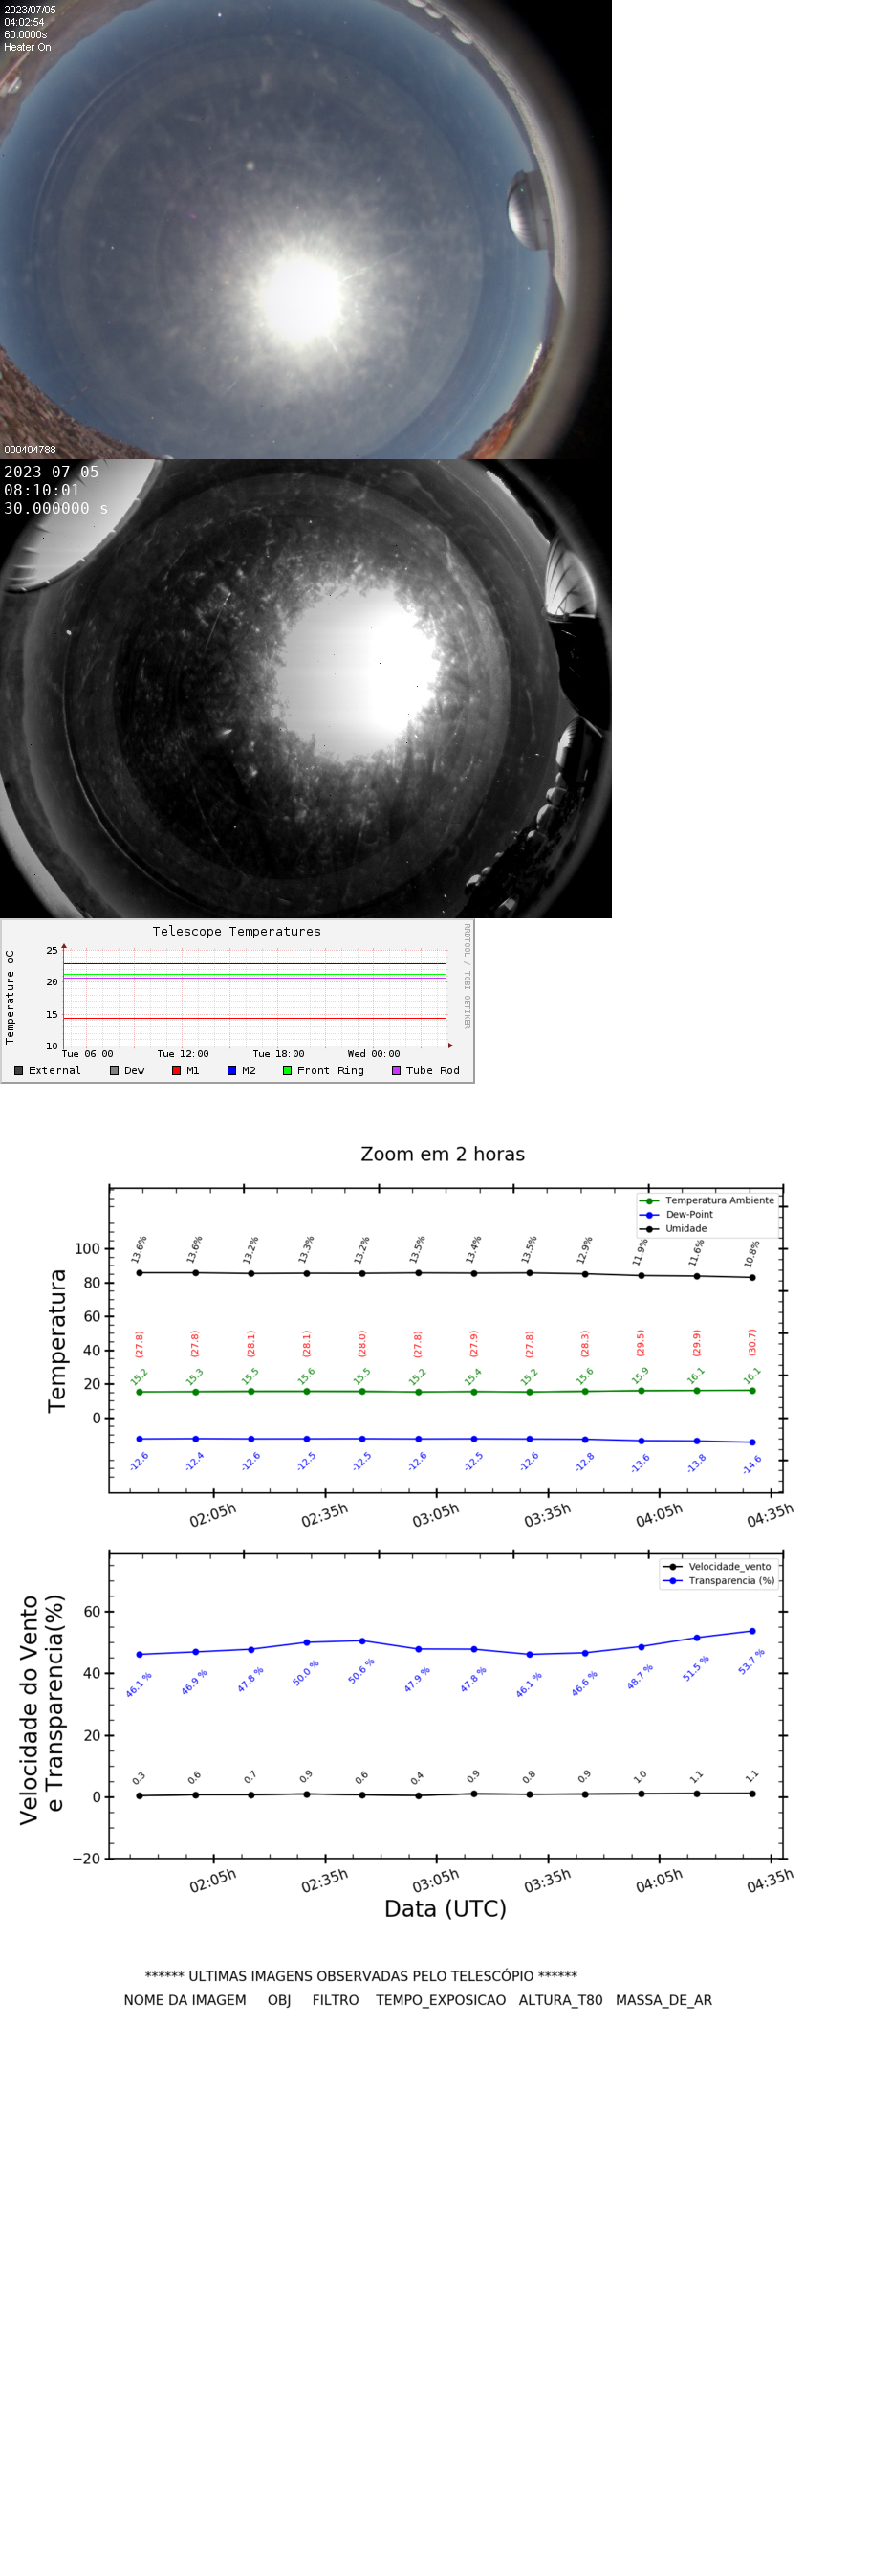 2023/07/05
04:02:54
60.0000s
Heater On
000404788
2023-07-05
08:10:01
30.000000 s
Telescope Temperatures
Temperature oC
25
20
15
10
Tue 06:00 Tue 12:00 Tue 18:00 Wed 00:00
External Dew M1 M2 Front Ring Tube Rod
RRDTOOL / TOBI OETIKER
Zoom em 2 horas
Temperatura Ambiente
Dew-Point
Umidade
Temperatura
100
80
60
40
20
0
13.6% 13.6% 13.2% 13.3% 13.2% 13.5% 13.4% 13.5% 12.9% 11.9% 11.6% 10.8%
(27.8) (27.8) (28.1) (28.1) (28.0) (27.8) (27.9) (27.8) (28.3) (29.5) (29.9) (30.7)
15.2 15.3 15.5 15.6 15.5 15.2 15.4 15.2 15.6 15.9 16.1 16.1
-12.6 -12.4 -12.6 -12.5 -12.5 -12.6 -12.5 -12.6 -12.8 -13.6 -13.8 -14.6
02:05h 02:35h 03:05h 03:35h 04:05h 04:35h
Velocidade_vento
Transparencia (%)
Velocidade do Vento
e Transparencia(%)
60
40
20
0
−20
46.1 % 46.9 % 47.8 % 50.0 % 50.6 % 47.9 % 47.8 % 46.1 % 46.6 % 48.7 % 51.5 % 53.7 %
0.3 0.6 0.7 0.9 0.6 0.4 0.9 0.8 0.9 1.0 1.1 1.1
02:05h 02:35h 03:05h 03:35h 04:05h 04:35h
Data (UTC)
****** ULTIMAS IMAGENS OBSERVADAS PELO TELESCÓPIO ******
NOME DA IMAGEM OBJ FILTRO TEMPO_EXPOSICAO ALTURA_T80 MASSA_DE_AR